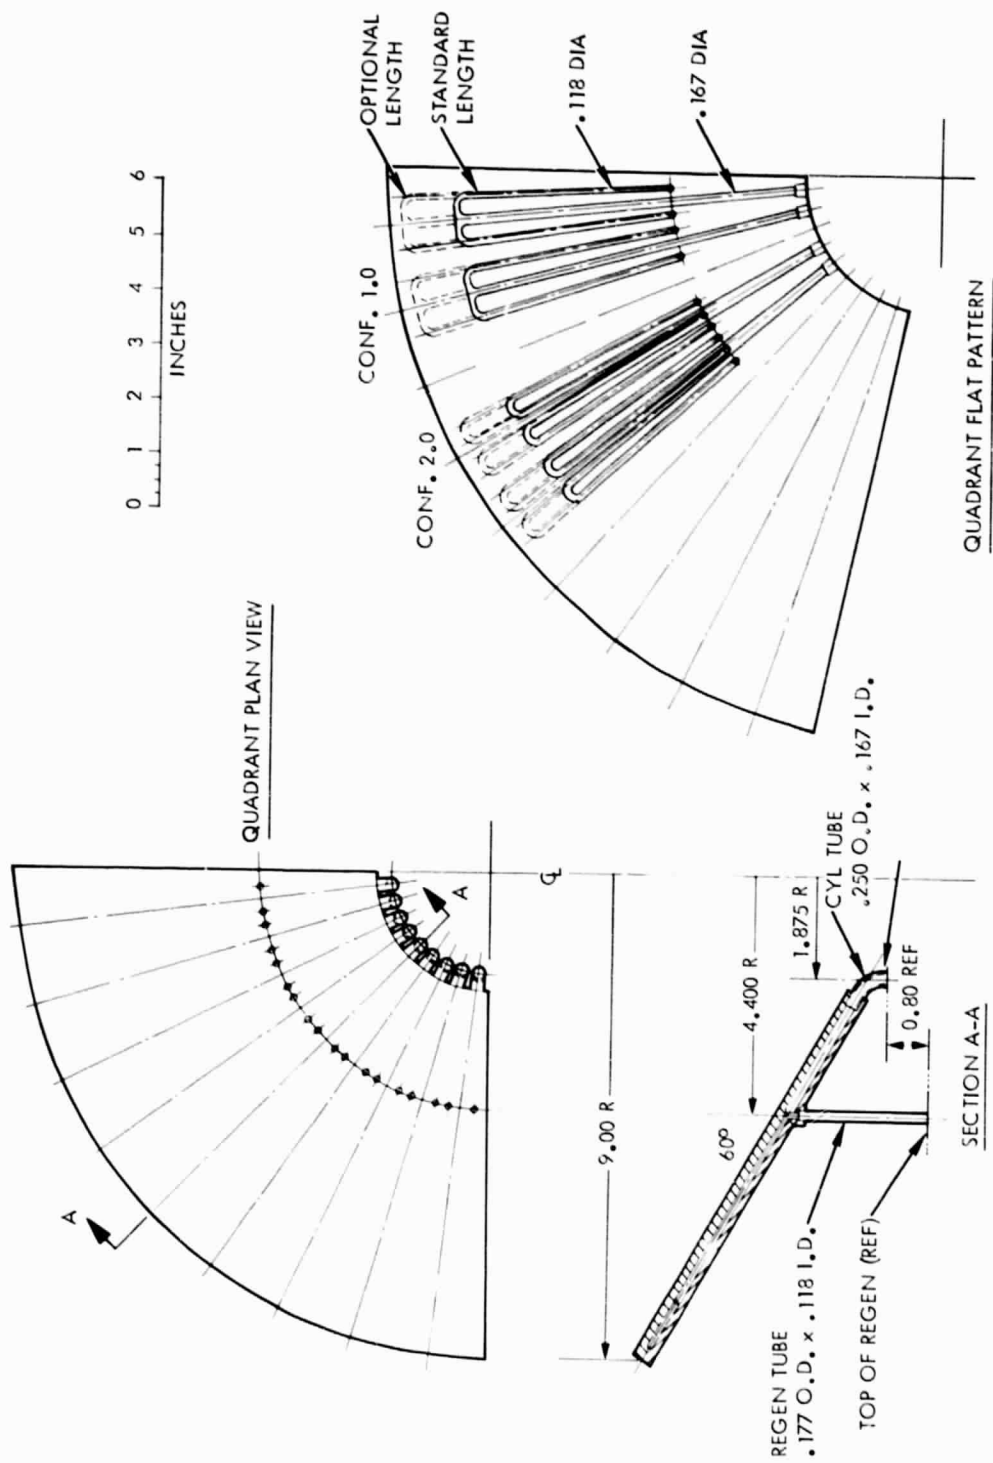 QUADRANT PLAN VIEW
A
A
0 1 2 3 4 5 6
INCHES
OPTIONAL
LENGTH
STANDARD
LENGTH
.118 DIA
.167 DIA
CONF. 1.0
CONF. 2.0
QUADRANT FLAT PATTERN
℄
9.00 R
4.400 R
1.875 R
CYL TUBE
.250 O.D. x .167 I.D.
0.80 REF
60°
REGEN TUBE
.177 O.D. x .118 I.D.
TOP OF REGEN (REF)
SECTION A-A